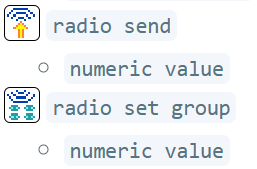 radio send
numeric value
radio set group
numeric value